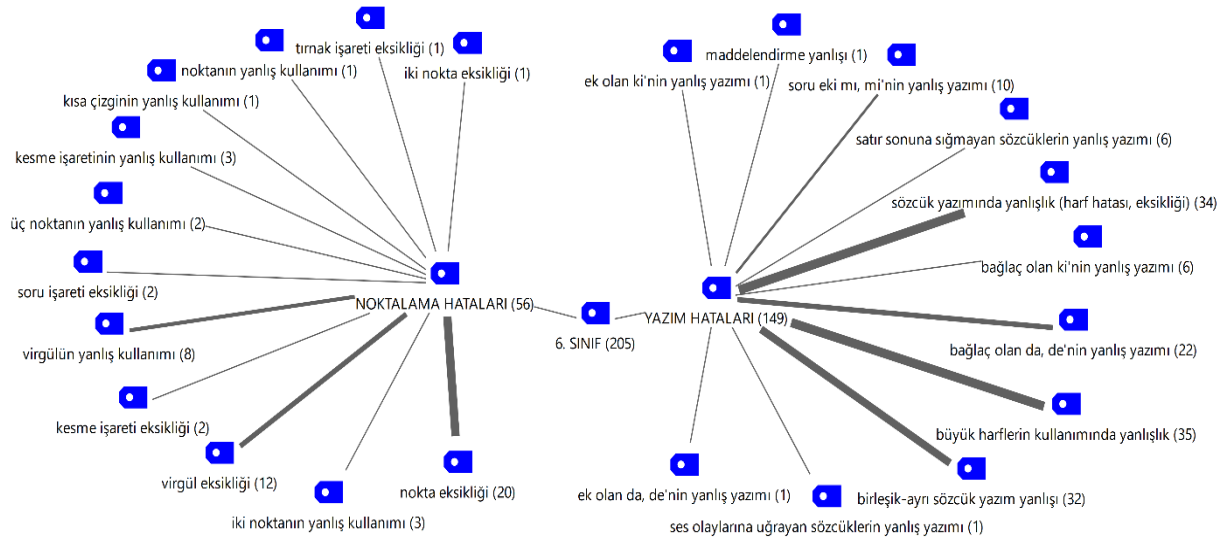 tırnak işareti eksikliği (1)
noktanın yanlış kullanımı (1)
iki nokta eksikliği (1)
kısa çizginin yanlış kullanımı (1)
kesme işaretinin yanlış kullanımı (3)
üç noktanın yanlış kullanımı (2)
soru işareti eksikliği (2)
NOKTALAMA HATALARI (56)
virgülün yanlış kullanımı (8)
kesme işareti eksikliği (2)
virgül eksikliği (12)
nokta eksikliği (20)
iki noktanın yanlış kullanımı (3)
6. SINIF (205)
maddelendirme yanlışı (1)
ek olan ki'nin yanlış yazımı (1)
soru eki mı, mi'nin yanlış yazımı (10)
satır sonuna sığmayan sözcüklerin yanlış yazımı (6)
sözcük yazımında yanlışlık (harf hatası, eksikliği) (34)
bağlaç olan ki'nin yanlış yazımı (6)
YAZIM HATALARI (149)
bağlaç olan da, de'nin yanlış yazımı (22)
büyük harflerin kullanımında yanlışlık (35)
birleşik-ayrı sözcük yazım yanlışı (32)
ek olan da, de'nin yanlış yazımı (1)
ses olaylarına uğrayan sözcüklerin yanlış yazımı (1)